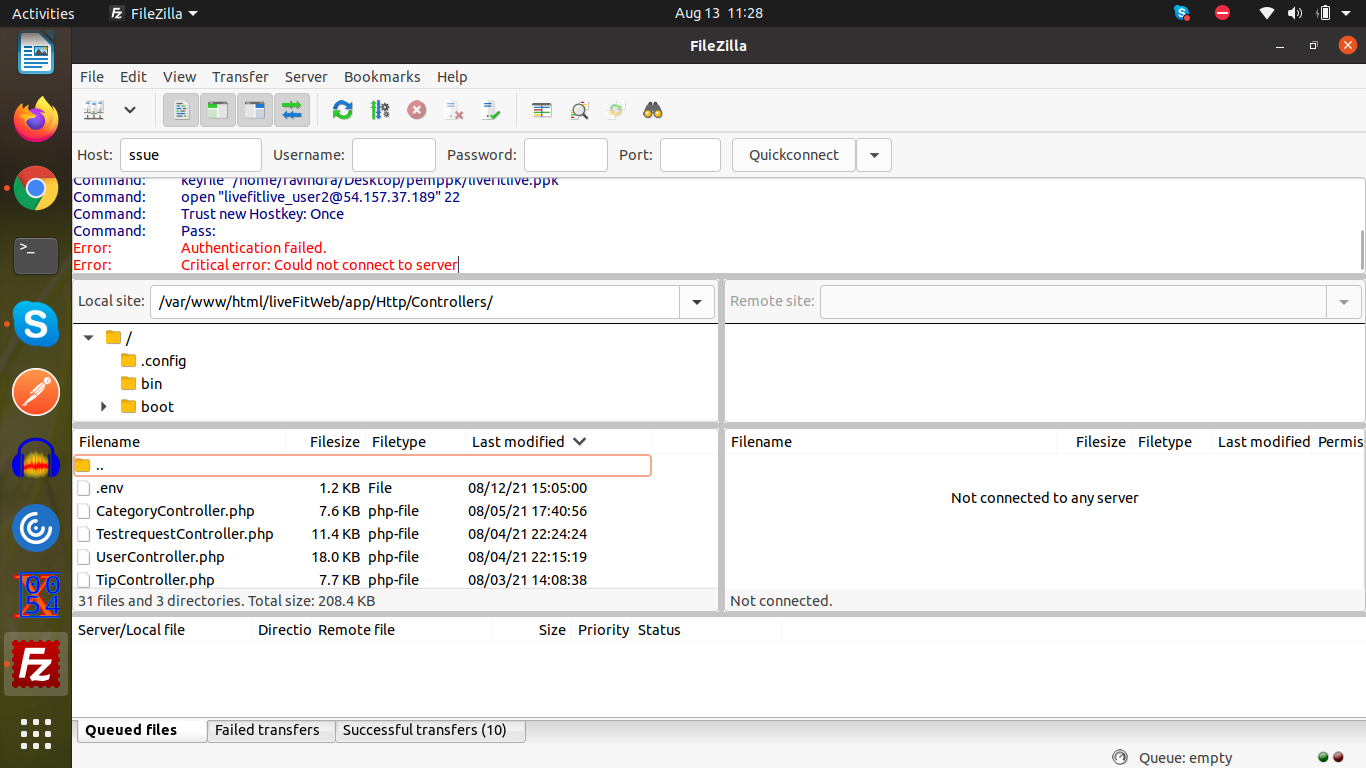 Activities FileZilla Aug 13 11:28
FileZilla
File Edit View Transfer Server Bookmarks Help
Host: ssue Username: Password: Port: Quickconnect
Command: keyfile "/home/ravindra/Desktop/pemppk/livefitlive.ppk
Command: open "livefitlive_user2@54.157.37.189" 22
Command: Trust new Hostkey: Once
Command: Pass:
Error: Authentication failed.
Error: Critical error: Could not connect to server
Local site: /var/www/html/liveFitWeb/app/Http/Controllers/ Remote site:
/
.config
bin
boot
Filename Filesize Filetype Last modified Filename Filesize Filetype Last modified Permis
..
.env 1.2 KB File 08/12/21 15:05:00
CategoryController.php 7.6 KB php-file 08/05/21 17:40:56
TestrequestController.php 11.4 KB php-file 08/04/21 22:24:24
UserController.php 18.0 KB php-file 08/04/21 22:15:19
TipController.php 7.7 KB php-file 08/03/21 14:08:38
Not connected to any server
31 files and 3 directories. Total size: 208.4 KB Not connected.
Server/Local file Directio Remote file Size Priority Status
Queued files Failed transfers Successful transfers (10)
Queue: empty